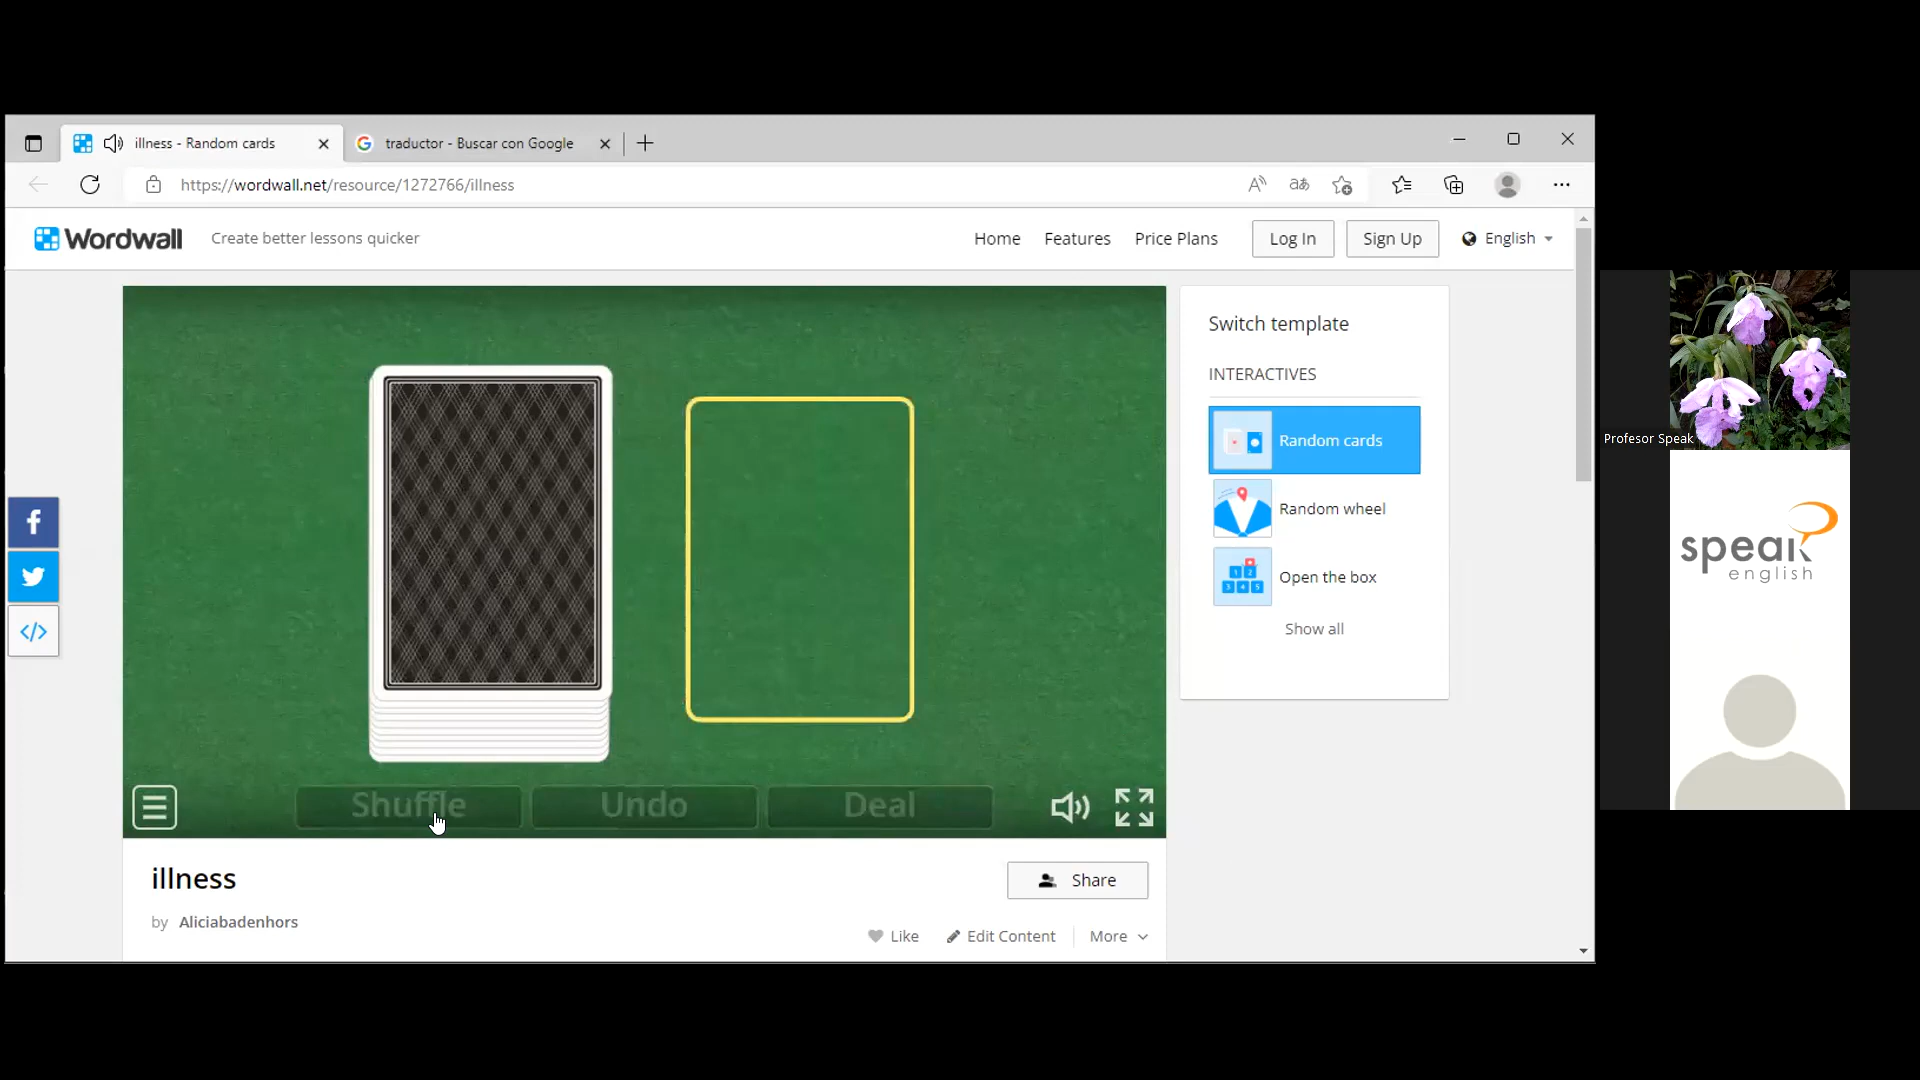 illness - Random cards
traductor - Buscar con Google
https://wordwall.net/resource/1272766/illness
Wordwall
Create better lessons quicker
Home
Features
Price Plans
Log In
Sign Up
English
Switch template
INTERACTIVES
Random cards
Random wheel
Open the box
Show all
Shuffle
Undo
Deal
illness
Share
by Aliciabadenhors
Like
Edit Content
More
Profesor Speak
speak
english